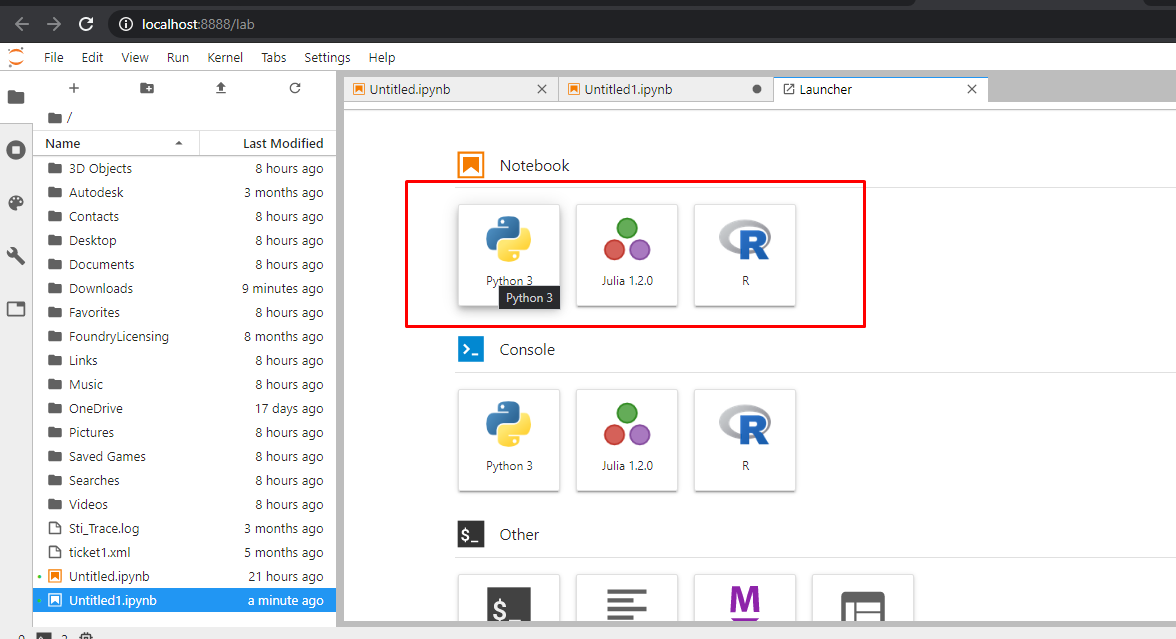 localhost:8888/lab
File Edit View Run Kernel Tabs Settings Help
Untitled.ipynb Untitled1.ipynb Launcher
/
Name Last Modified
3D Objects 8 hours ago
Autodesk 3 months ago
Contacts 8 hours ago
Desktop 8 hours ago
Documents 8 hours ago
Downloads 9 minutes ago
Favorites 8 hours ago
FoundryLicensing 8 months ago
Links 8 hours ago
Music 8 hours ago
OneDrive 17 days ago
Pictures 8 hours ago
Saved Games 8 hours ago
Searches 8 hours ago
Videos 8 hours ago
Sti_Trace.log 3 months ago
ticket1.xml 5 months ago
Untitled.ipynb 21 hours ago
Untitled1.ipynb a minute ago
Notebook
Python 3 Julia 1.2.0 R
Python 3
Console
Python 3 Julia 1.2.0 R
$_ Other
$_ M